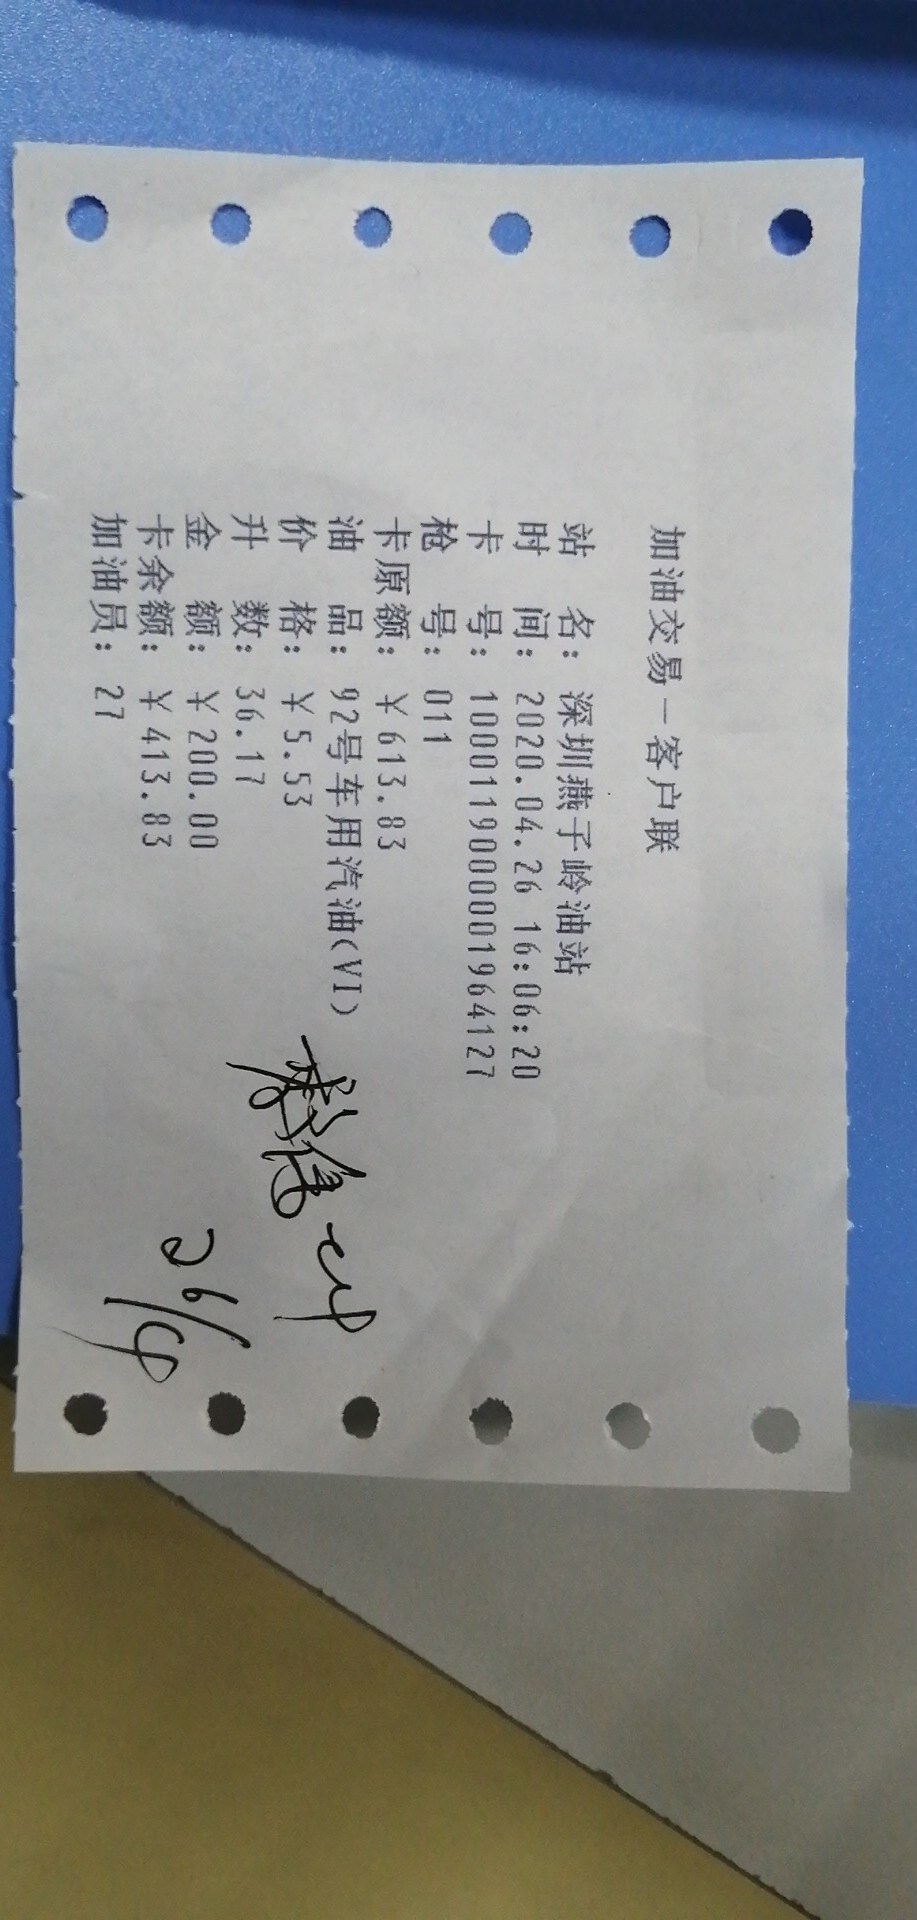 加油交易—客户联
站 名: 深圳燕子岭油站
时 间: 2020.04.26 16:06:20
卡 号: 1000119000001964127
枪 号: 011
卡原额: ￥613.83
油 品: 92号车用汽油(VI)
价 格: ￥5.53
升 数: 36.17
金 额: ￥200.00
卡余额: ￥413.83
加油员: 27
26/4